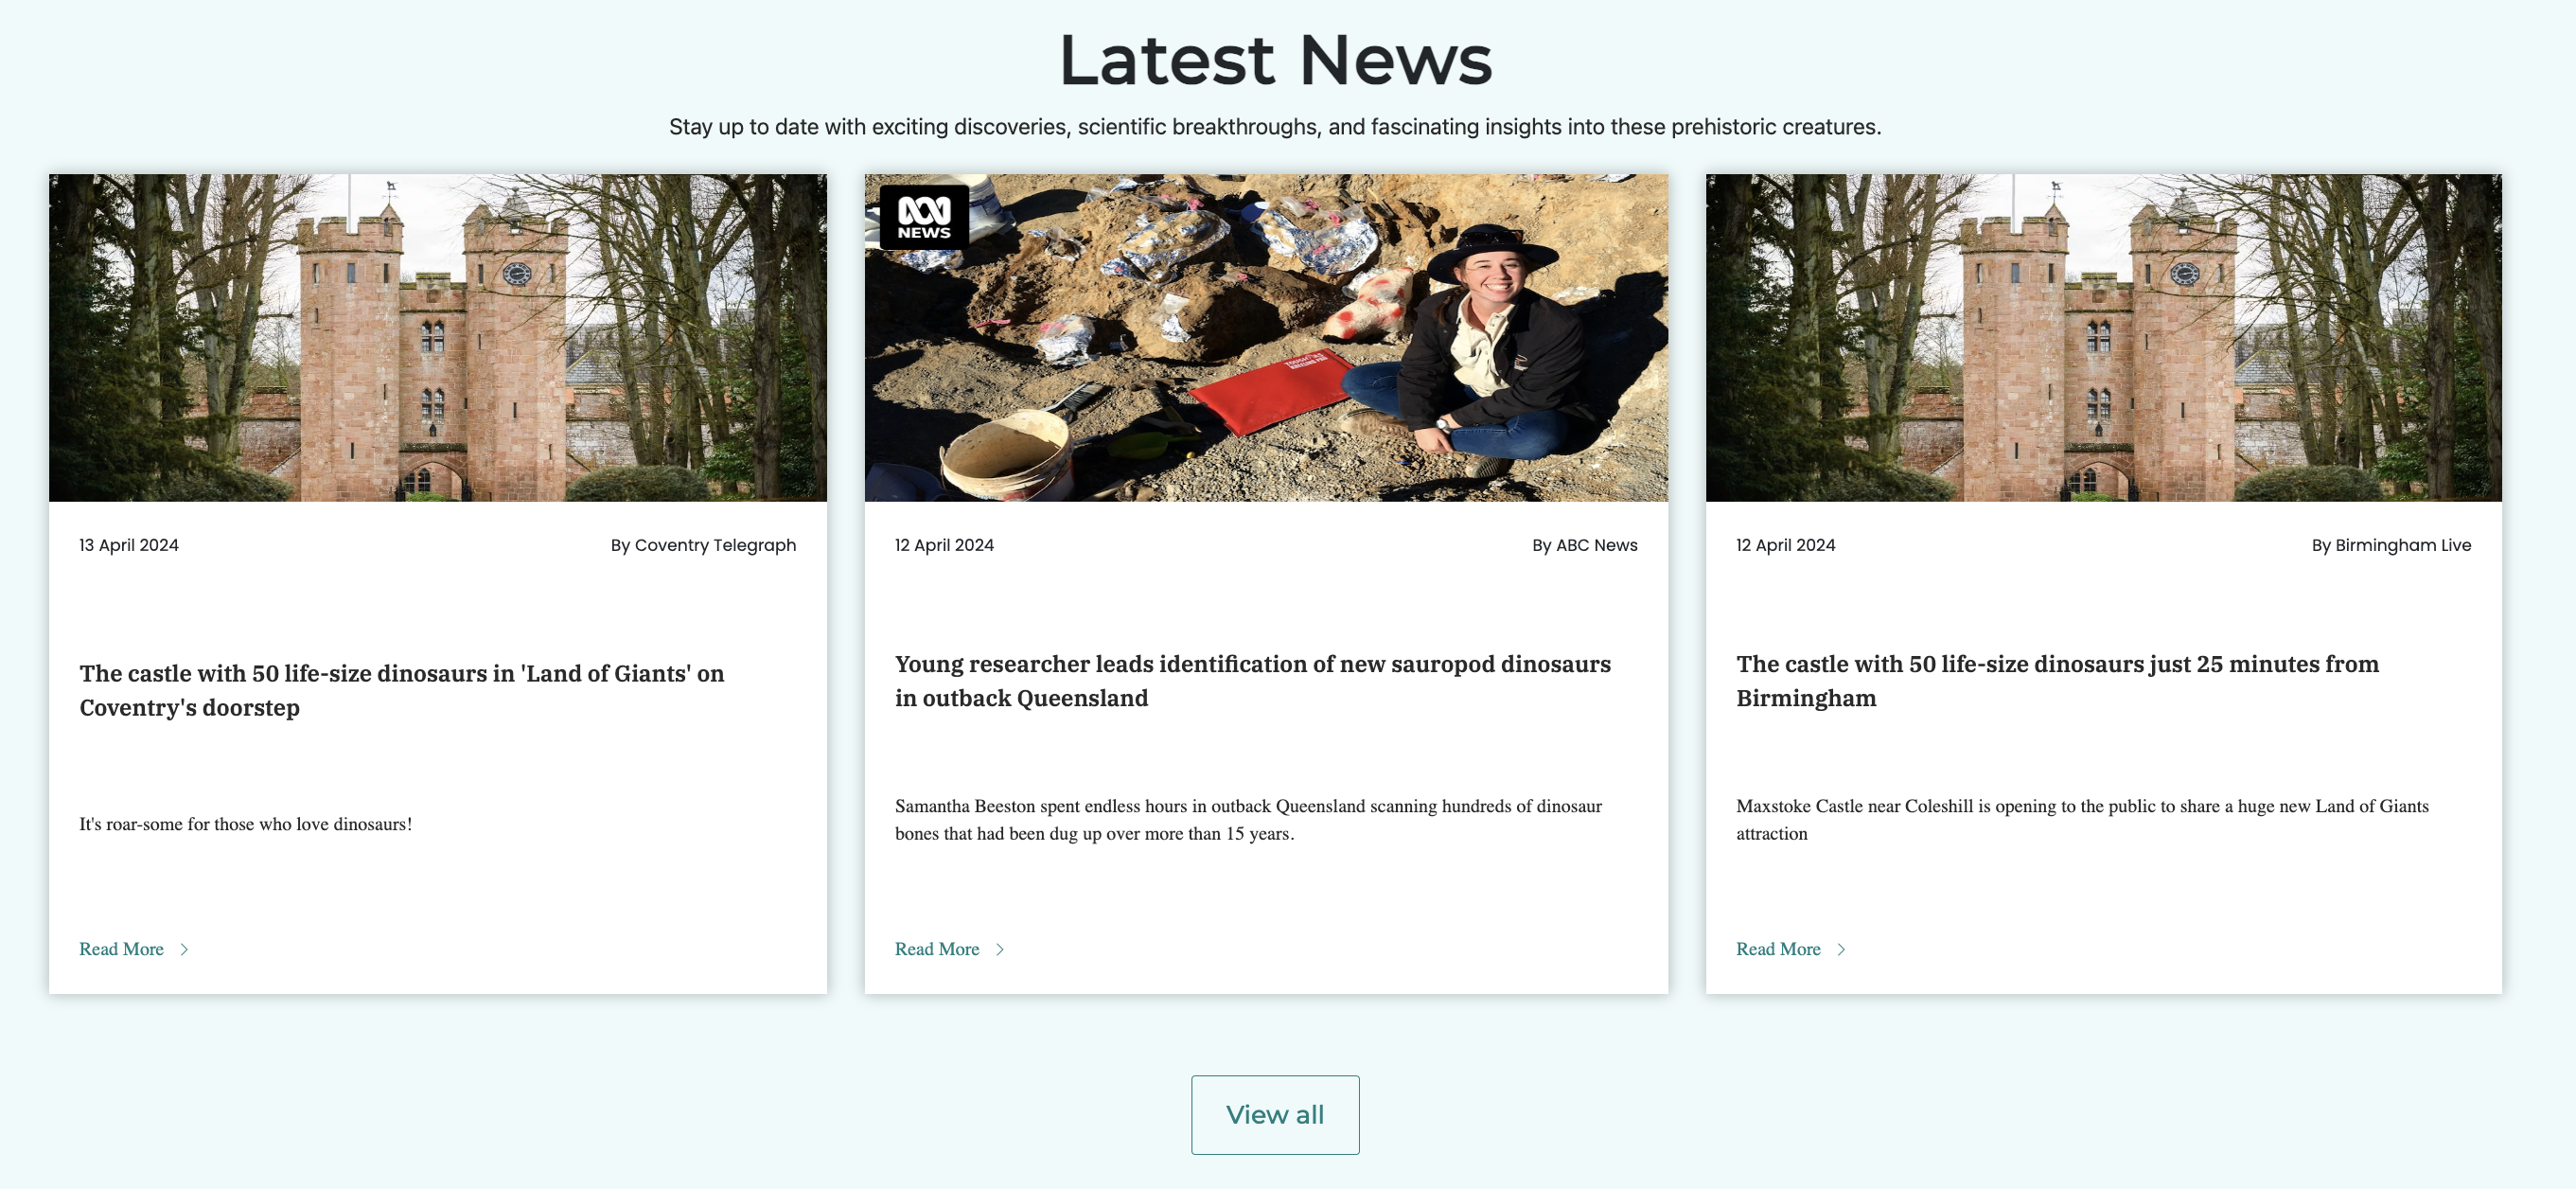 Latest News
Stay up to date with exciting discoveries, scientific breakthroughs, and fascinating insights into these prehistoric creatures.
NEWS
13 April 2024 By Coventry Telegraph
The castle with 50 life-size dinosaurs in 'Land of Giants' on
Coventry's doorstep
It's roar-some for those who love dinosaurs!
Read More
12 April 2024 By ABC News
Young researcher leads identification of new sauropod dinosaurs
in outback Queensland
Samantha Beeston spent endless hours in outback Queensland scanning hundreds of dinosaur
bones that had been dug up over more than 15 years.
Read More
12 April 2024 By Birmingham Live
The castle with 50 life-size dinosaurs just 25 minutes from
Birmingham
Maxstoke Castle near Coleshill is opening to the public to share a huge new Land of Giants
attraction
Read More
View all